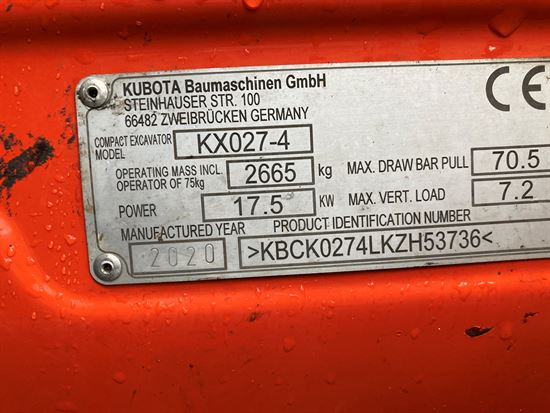 KUBOTA Baumaschinen GmbH
STEINHAUSER STR. 100
66482 ZWEIBRÜCKEN GERMANY
CE
COMPACT EXCAVATOR MODEL KX027-4
OPERATING MASS INCL. OPERATOR OF 75kg 2665 kg
MAX. DRAW BAR PULL 70.5
POWER 17.5 KW
MAX. VERT. LOAD 7.2
MANUFACTURED YEAR PRODUCT IDENTIFICATION NUMBER
2020 >KBCK0274LKZH53736<